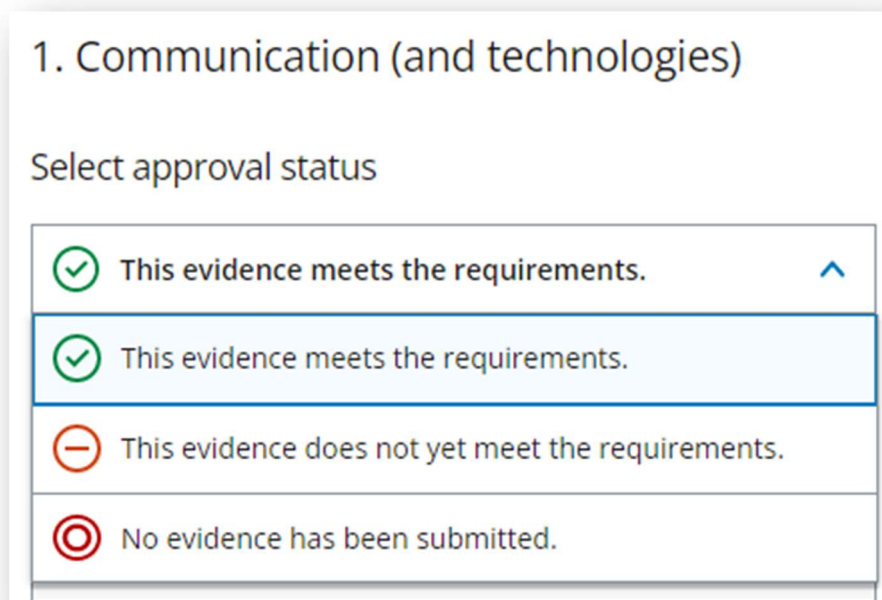 1. Communication (and technologies)
Select approval status
This evidence meets the requirements.
This evidence meets the requirements.
This evidence does not yet meet the requirements.
No evidence has been submitted.